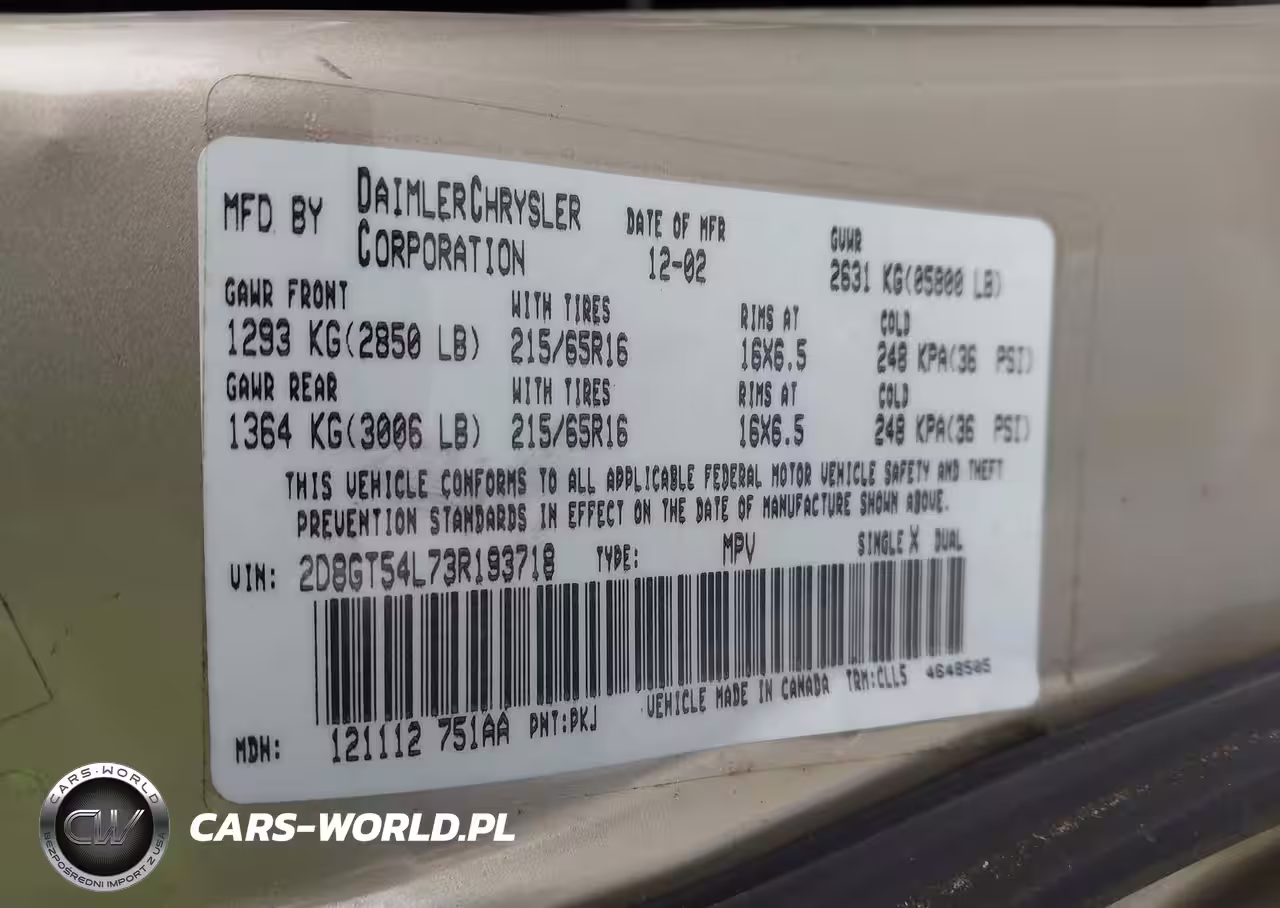 MFD BY DAIMLERCHRYSLER CORPORATION
DATE OF MFR 12-02
GVWR 2631 KG(05800 LB)
GAWR FRONT WITH TIRES RIMS AT COLD
1293 KG(2850 LB) 215/65R16 16X6.5 248 KPA(36 PSI)
GAWR REAR WITH TIRES RIMS AT COLD
1364 KG(3006 LB) 215/65R16 16X6.5 248 KPA(36 PSI)
THIS VEHICLE CONFORMS TO ALL APPLICABLE FEDERAL MOTOR VEHICLE SAFETY AND THEFT
PREVENTION STANDARDS IN EFFECT ON THE DATE OF MANUFACTURE SHOWN ABOVE.
VIN: 2D8GT54L73R193718 TYPE: MPV SINGLE X DUAL
VEHICLE MADE IN CANADA TRM:CLL5 4648505
MDH: 121112 751AA PNT:PKJ
CARS-WORLD
CW
BEZPOŚREDNI IMPORT Z USA
CARS-WORLD.PL